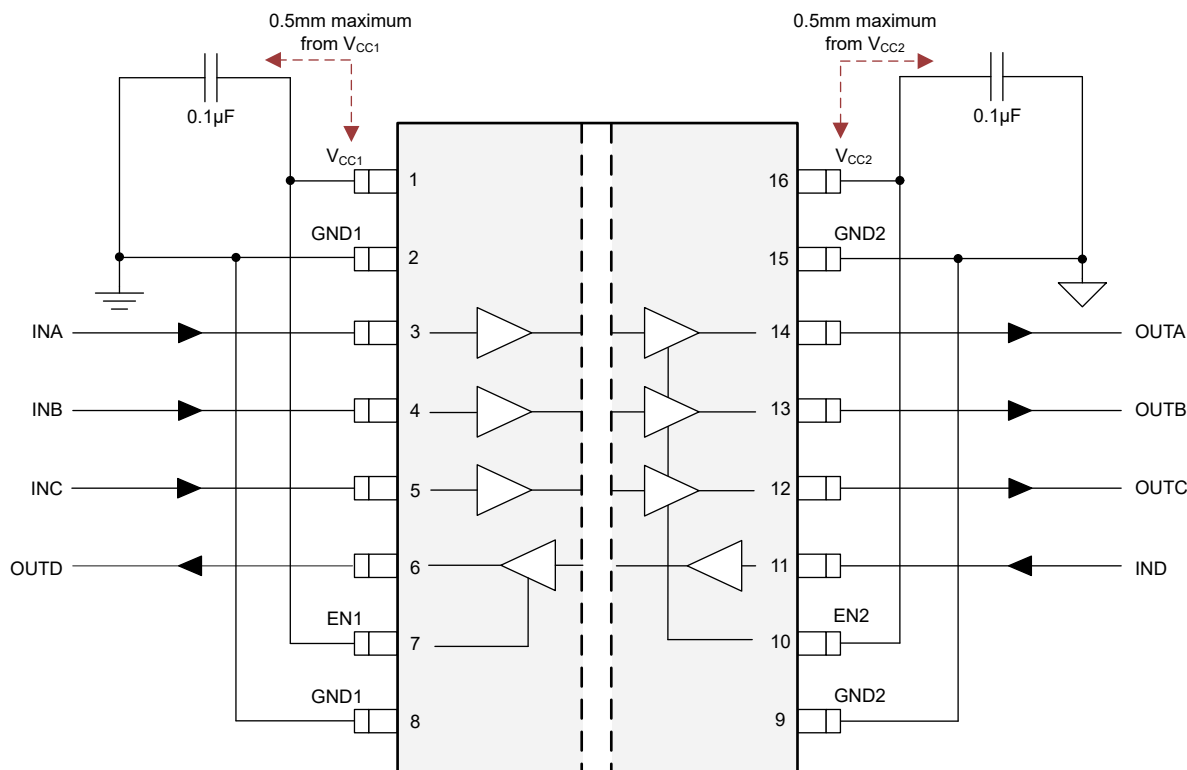 0.5mm maximum
from VCC1
0.5mm maximum
from VCC2
0.1µF
0.1µF
VCC1
VCC2
1
16
GND1
GND2
2
15
INA
3
14
OUTA
INB
4
13
OUTB
INC
5
12
OUTC
OUTD
6
11
IND
EN1
EN2
7
10
GND1
GND2
8
9